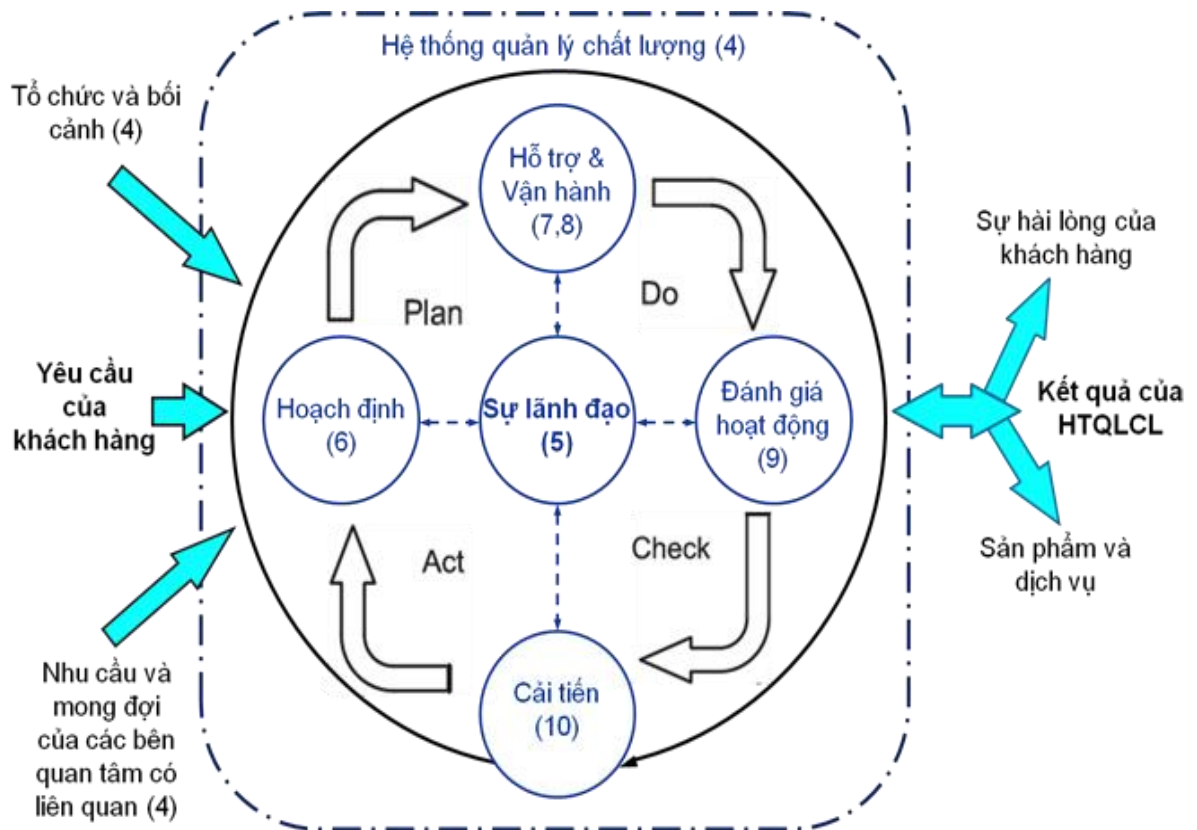 Hệ thống quản lý chất lượng (4)
Tổ chức và bối
cảnh (4)
Yêu cầu
của
khách hàng
Nhu cầu và
mong đợi
của các bên
quan tâm có
liên quan (4)
Hỗ trợ &
Vận hành
(7,8)
Plan
Do
Hoạch định
(6)
Sự lãnh đạo
(5)
Đánh giá
hoạt động
(9)
Act
Check
Cải tiến
(10)
Sự hài lòng của
khách hàng
Kết quả của
HTQLCL
Sản phẩm và
dịch vụ